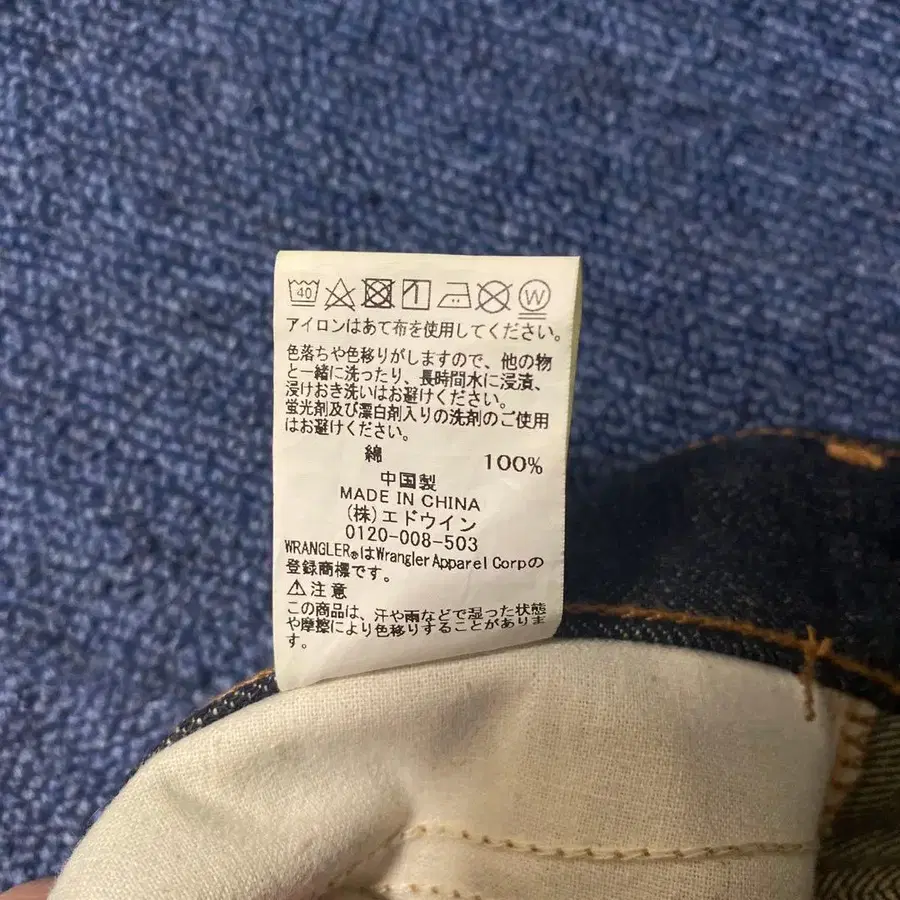 40 W
アイロンはあて布を使用してください。
色落ちや色移りがしますので、他の物
と一緒に洗ったり、長時間水に浸漬、
浸けおき洗いはお避けください。
蛍光剤及び漂白剤入りの洗剤のご使用
はお避けください。
綿 100%
中国製
MADE IN CHINA
(株)エドウイン
0120-008-503
WRANGLER®はWrangler Apparel Corpの
登録商標です。
⚠注意
この商品は、汗や雨などで湿った状態
や摩擦により色移りすることがありま
す。